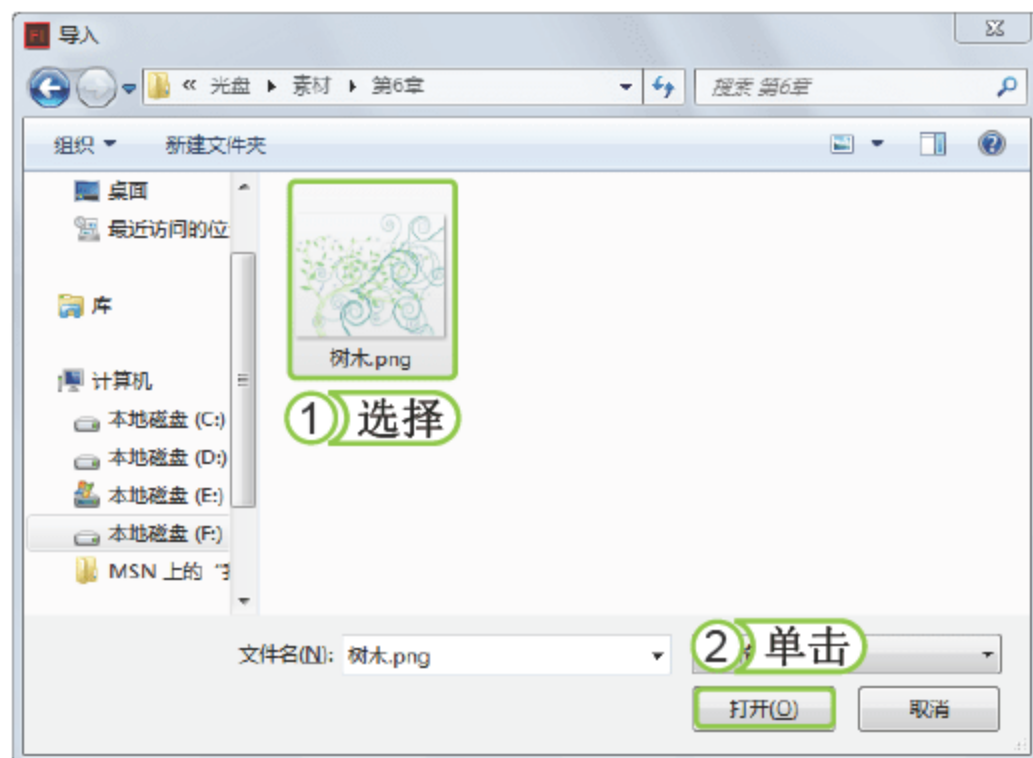 导入
« 光盘 ▸ 素材 ▸ 第6章
搜索 第6章
组织
新建文件夹
桌面
最近访问的位
库
计算机
本地磁盘 (C:)
本地磁盘 (D:)
本地磁盘 (E:)
本地磁盘 (F:)
MSN 上的
树木.png
1 选择
文件名(N): 树木.png
2 单击
打开(O)
取消